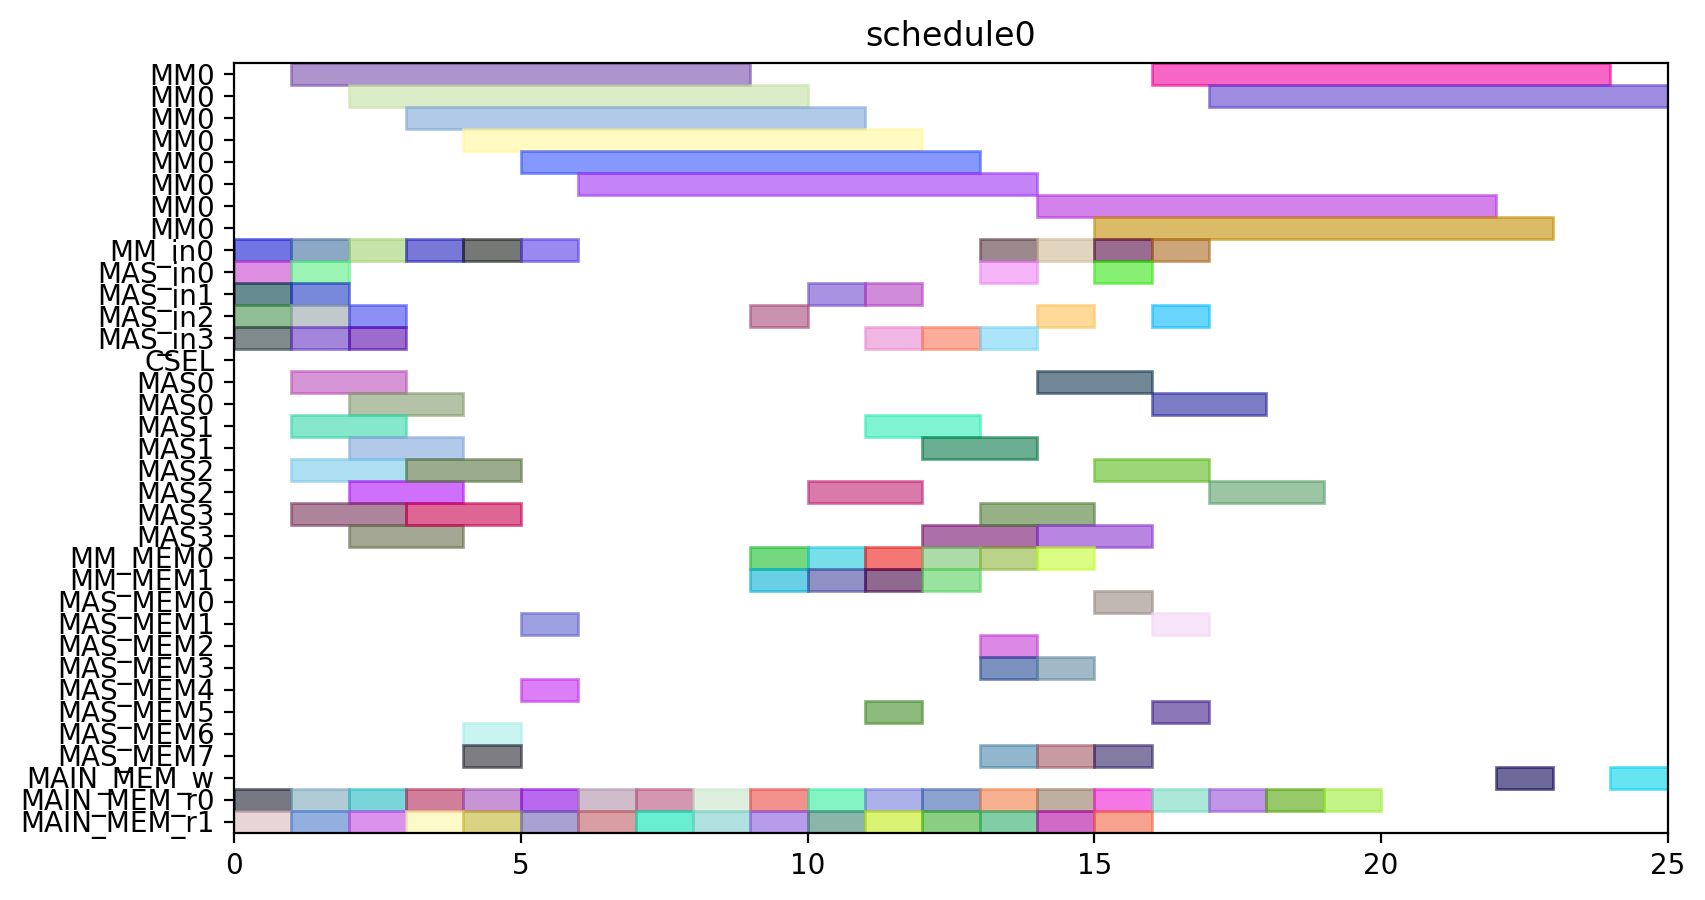 schedule0
MM0
MM0
MM0
MM0
MM0
MM0
MM0
MM0
MM_in0
MAS_in0
MAS_in1
MAS_in2
MAS_in3
CSEL
MAS0
MAS0
MAS1
MAS1
MAS2
MAS2
MAS3
MAS3
MM_MEM0
MM_MEM1
MAS_MEM0
MAS_MEM1
MAS_MEM2
MAS_MEM3
MAS_MEM4
MAS_MEM5
MAS_MEM6
MAS_MEM7
MAIN_MEM_w
MAIN_MEM_r0
MAIN_MEM_r1
0 5 10 15 20 25